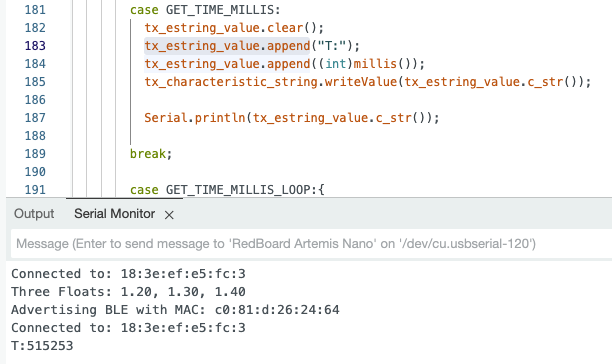 181 case GET_TIME_MILLIS:
182 tx_estring_value.clear();
183 tx_estring_value.append("T:");
184 tx_estring_value.append((int)millis());
185 tx_characteristic_string.writeValue(tx_estring_value.c_str());
186
187 Serial.println(tx_estring_value.c_str());
188
189 break;
190
191 case GET_TIME_MILLIS_LOOP:{
Output Serial Monitor ×
Message (Enter to send message to 'RedBoard Artemis Nano' on '/dev/cu.usbserial-120')
Connected to: 18:3e:ef:e5:fc:3
Three Floats: 1.20, 1.30, 1.40
Advertising BLE with MAC: c0:81:d:26:24:64
Connected to: 18:3e:ef:e5:fc:3
T:515253